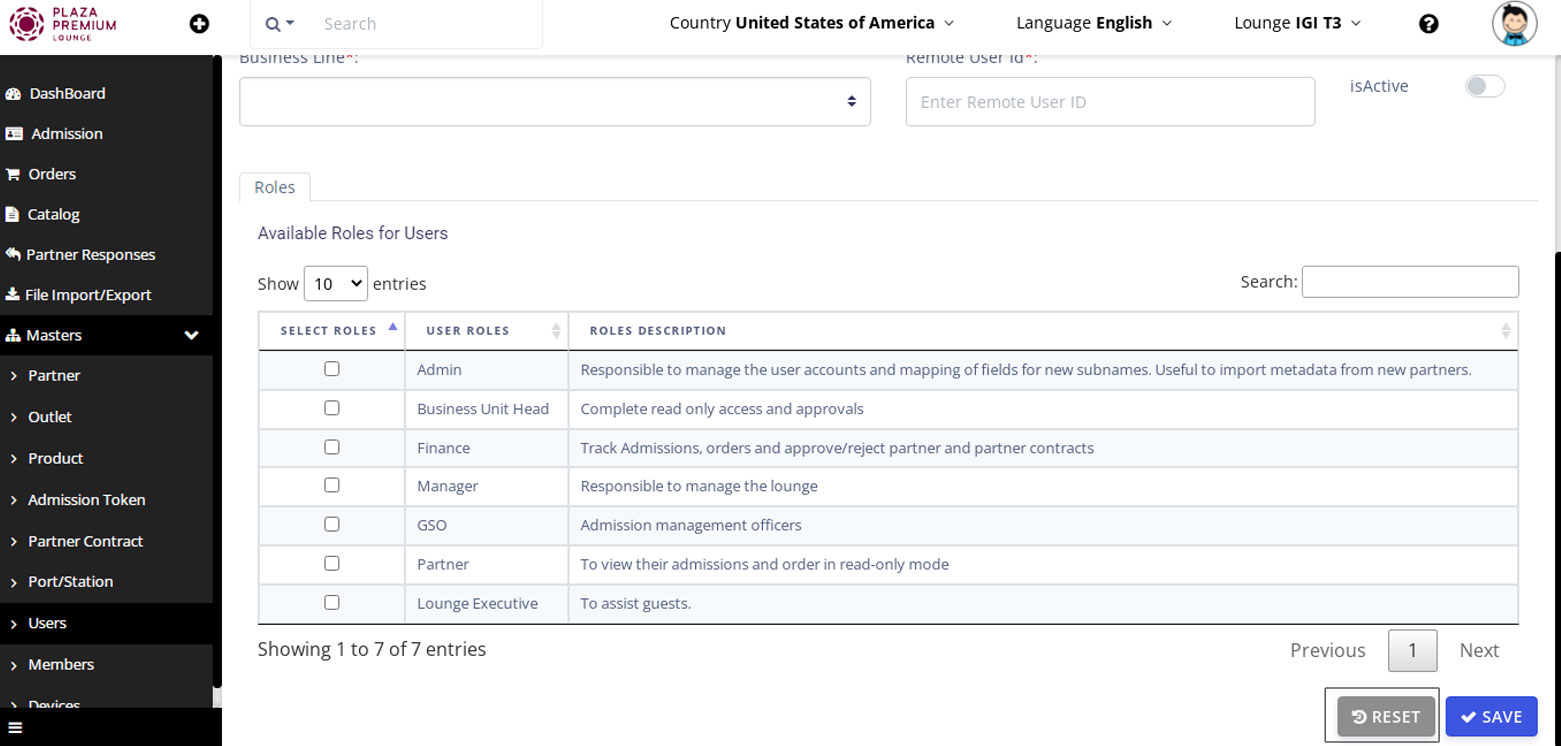 PLAZA
PREMIUM
LOUNGE
Search
Country United States of America
Language English
Lounge IGI T3
DashBoard
Admission
Orders
Catalog
Partner Responses
File Import/Export
Masters
Partner
Outlet
Product
Admission Token
Partner Contract
Port/Station
Users
Members
Devices
Business Line*:
Remote User Id*:
Enter Remote User ID
isActive
Roles
Available Roles for Users
Show 10 entries
Search:
SELECT ROLES USER ROLES ROLES DESCRIPTION
Admin Responsible to manage the user accounts and mapping of fields for new subnames. Useful to import metadata from new partners.
Business Unit Head Complete read only access and approvals
Finance Track Admissions, orders and approve/reject partner and partner contracts
Manager Responsible to manage the lounge
GSO Admission management officers
Partner To view their admissions and order in read-only mode
Lounge Executive To assist guests.
Showing 1 to 7 of 7 entries
Previous 1 Next
RESET SAVE